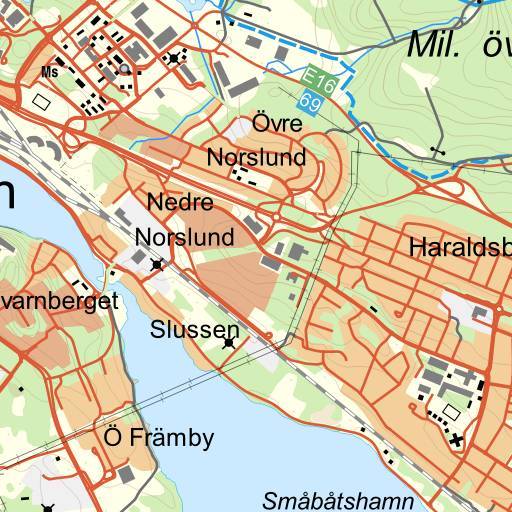 Mil. öv
Ms
E16
69
Övre
Norslund
n
Nedre
Norslund
Haraldsb
varnberget
Slussen
Ö Främby
Småbåtshamn